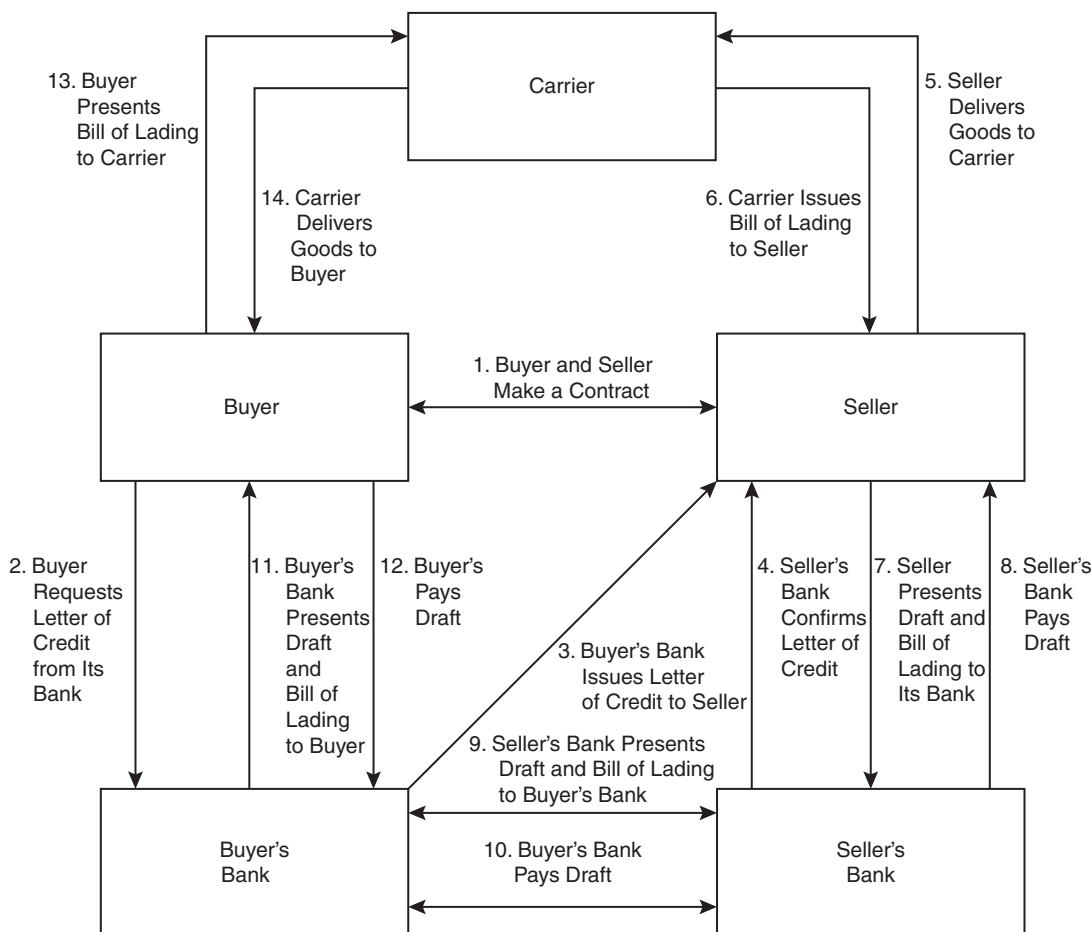 Carrier
13. Buyer
Presents
Bill of Lading
to Carrier
5. Seller
Delivers
Goods to
Carrier
14. Carrier
Delivers
Goods to
Buyer
6. Carrier Issues
Bill of Lading
to Seller
1. Buyer and Seller
Make a Contract
Buyer
Seller
2. Buyer
Requests
Letter of
Credit
from Its
Bank
11. Buyer’s
Bank
Presents
Draft
and
Bill of
Lading
to Buyer
12. Buyer’s
Pays
Draft
3. Buyer’s Bank
Issues Letter
of Credit to Seller
4. Seller’s
Bank
Confirms
Letter of
Credit
7. Seller
Presents
Draft and
Bill of
Lading to
Its Bank
8. Seller’s
Bank
Pays
Draft
9. Seller’s Bank Presents
Draft and Bill of Lading
to Buyer’s Bank
10. Buyer’s Bank
Pays Draft
Buyer’s
Bank
Seller’s
Bank